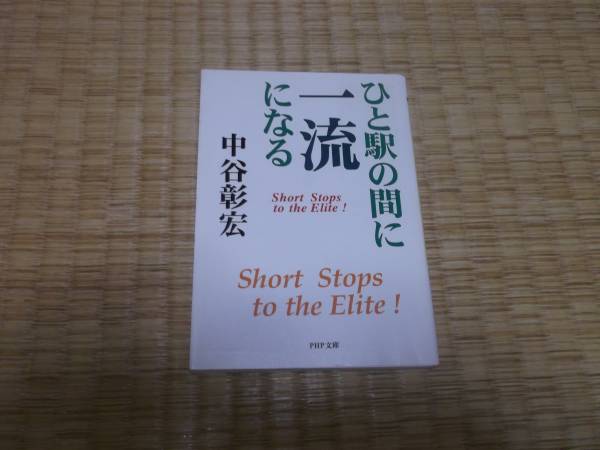 ひと駅の間に
一流
になる
中谷彰宏
Short Stops
to the Elite !
Short Stops
to the Elite !
PHP文庫